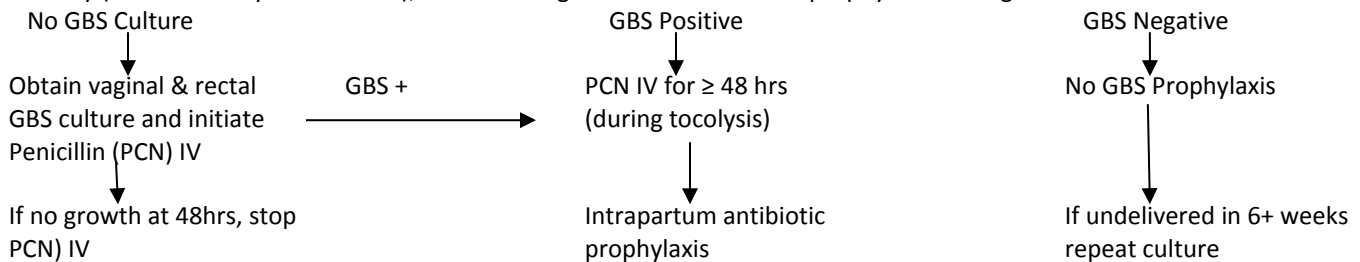 No GBS Culture
GBS Positive
GBS Negative
Obtain vaginal & rectal
GBS culture and initiate
Penicillin (PCN) IV
GBS +
PCN IV for ≥ 48 hrs
(during tocolysis)
No GBS Prophylaxis
If no growth at 48hrs, stop
PCN) IV
Intrapartum antibiotic
prophylaxis
If undelivered in 6+ weeks
repeat culture